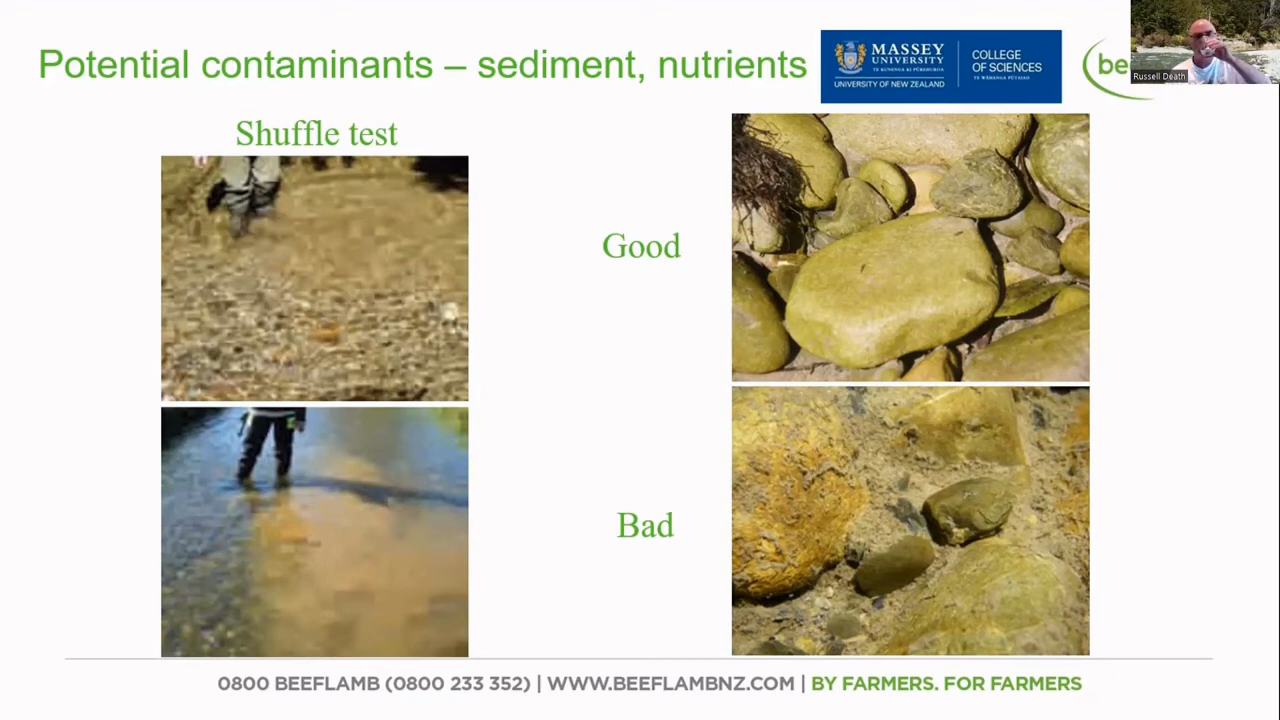 Potential contaminants – sediment, nutrients
MASSEY
UNIVERSITY
TE KUNENGA KI PŪREHUROA
UNIVERSITY OF NEW ZEALAND
COLLEGE
OF SCIENCES
TE WĀHANGA PŪTAIAO
be
Russell Death
Shuffle test
Good
Bad
0800 BEEFLAMB (0800 233 352) | WWW.BEEFLAMBNZ.COM | BY FARMERS. FOR FARMERS